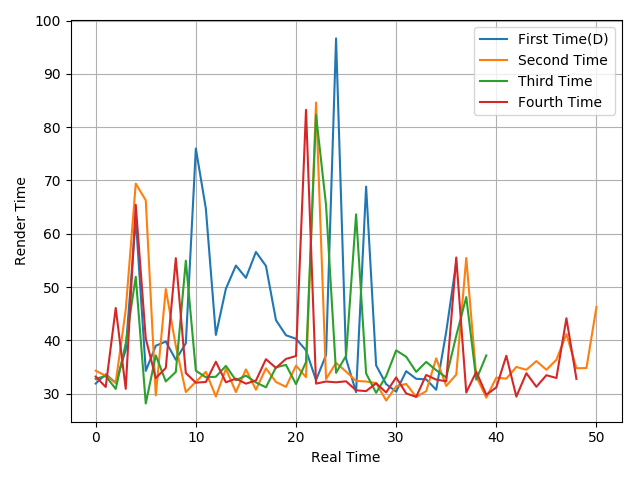 First Time(D)
Second Time
Third Time
Fourth Time
100
90
80
70
60
50
40
30
Render Time
0
10
20
30
40
50
Real Time